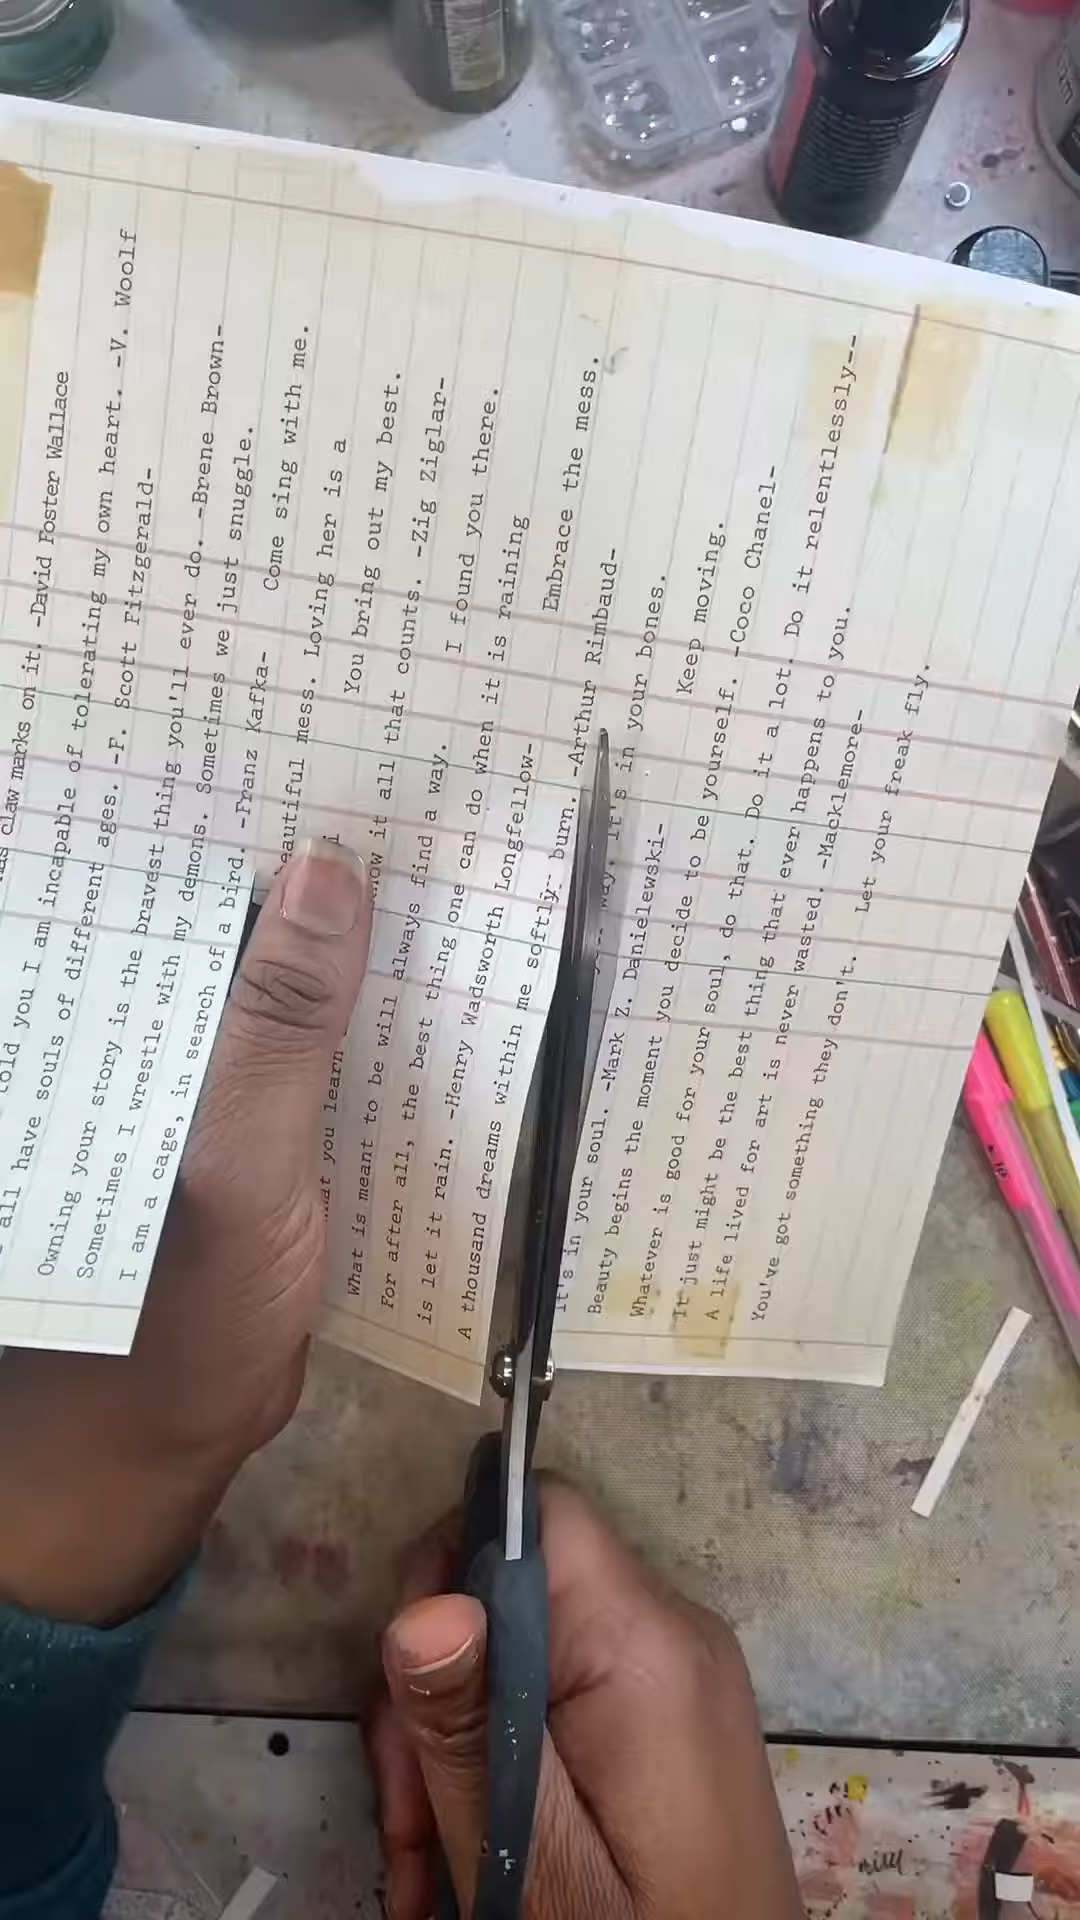 has claw marks on it. -David Foster Wallace
told you I am incapable of tolerating my own heart. -V. Woolf
all have souls of different ages. -F. Scott Fitzgerald-
Owning your story is the bravest thing you'll ever do. -Brene Brown-
Sometimes I wrestle with my demons. Sometimes we just snuggle.
I am a cage, in search of a bird. -Franz Kafka- Come sing with me.
beautiful mess. Loving her is a
You bring out my best.
what you learn know it all that counts. -Zig Ziglar-
What is meant to be will always find a way. I found you there.
For after all, the best thing one can do when it is raining
is let it rain. -Henry Wadsworth Longfellow- Embrace the mess.
A thousand dreams within me softly burn. -Arthur Rimbaud-
way. It's in your bones.
It's in your soul. -Mark Z. Danielewski- Keep moving.
Beauty begins the moment you decide to be yourself. -Coco Chanel-
Whatever is good for your soul, do that. Do it a lot. Do it relentlessly--
It just might be the best thing that ever happens to you.
A life lived for art is never wasted. -Macklemore-
You've got something they don't. Let your freak fly.